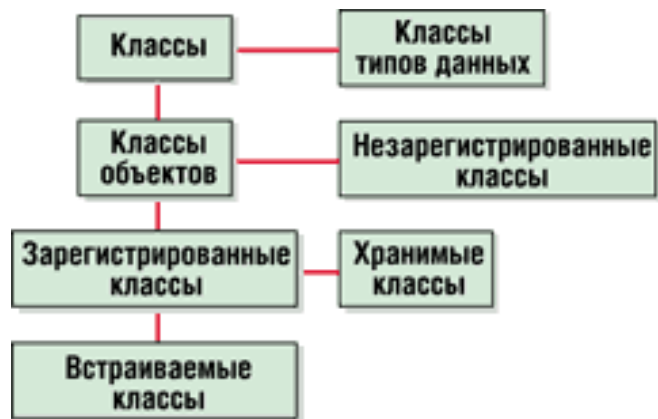 Классы
Классы
типов данных
Классы
объектов
Незарегистрированные
классы
Зарегистрированные
классы
Хранимые
классы
Встраиваемые
классы